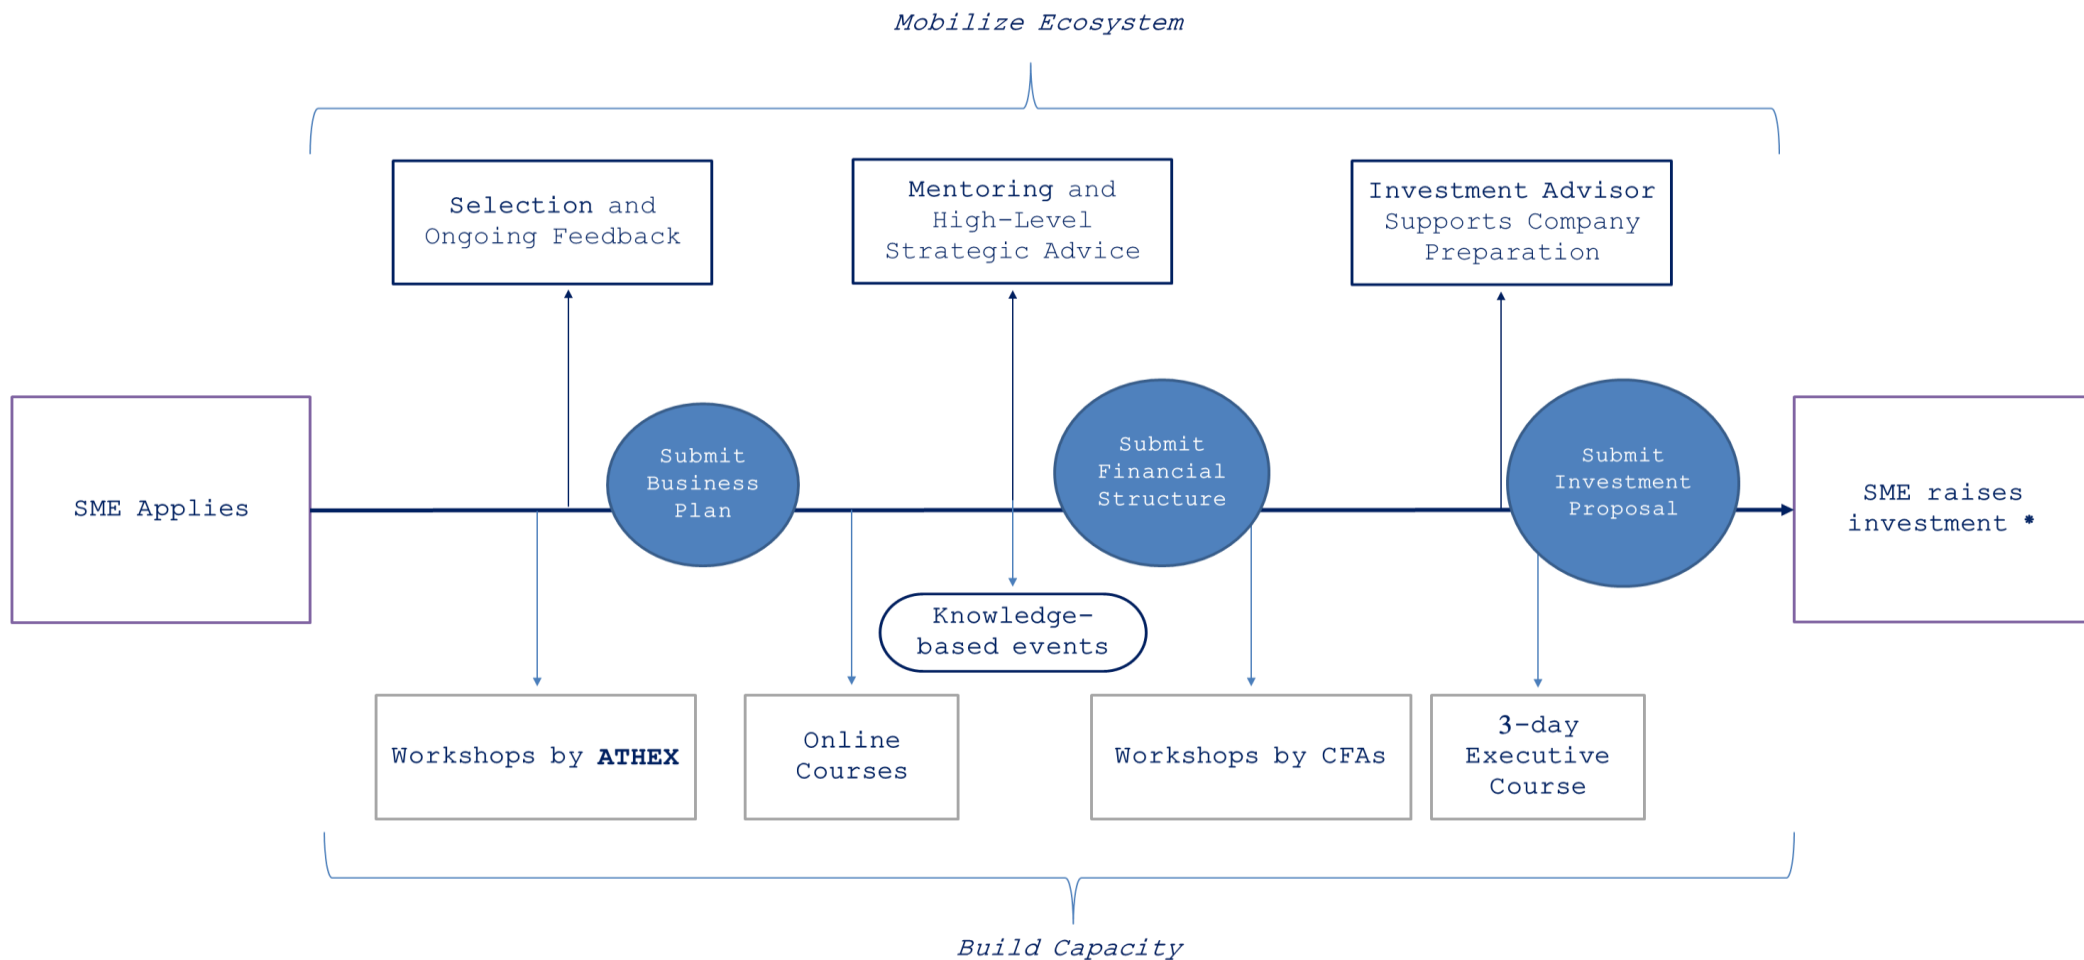 Mobilize Ecosystem
Selection and
Ongoing Feedback
Mentoring and
High-Level
Strategic Advice
Investment Advisor
Supports Company
Preparation
SME Applies
Submit
Business
Plan
Submit
Financial
Structure
Submit
Investment
Proposal
SME raises
investment *
Knowledge-
based events
Workshops by ATHEX
Online
Courses
Workshops by CFAs
3-day
Executive
Course
Build Capacity